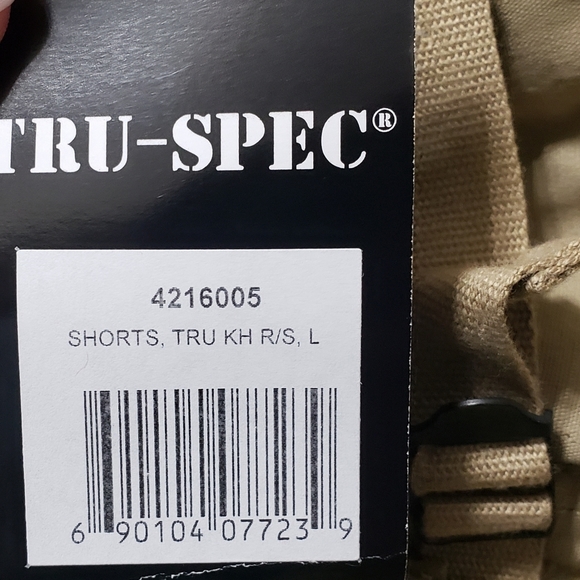 TRU-SPEC®
4216005
SHORTS, TRU KH R/S, L
6 90104 07723 9